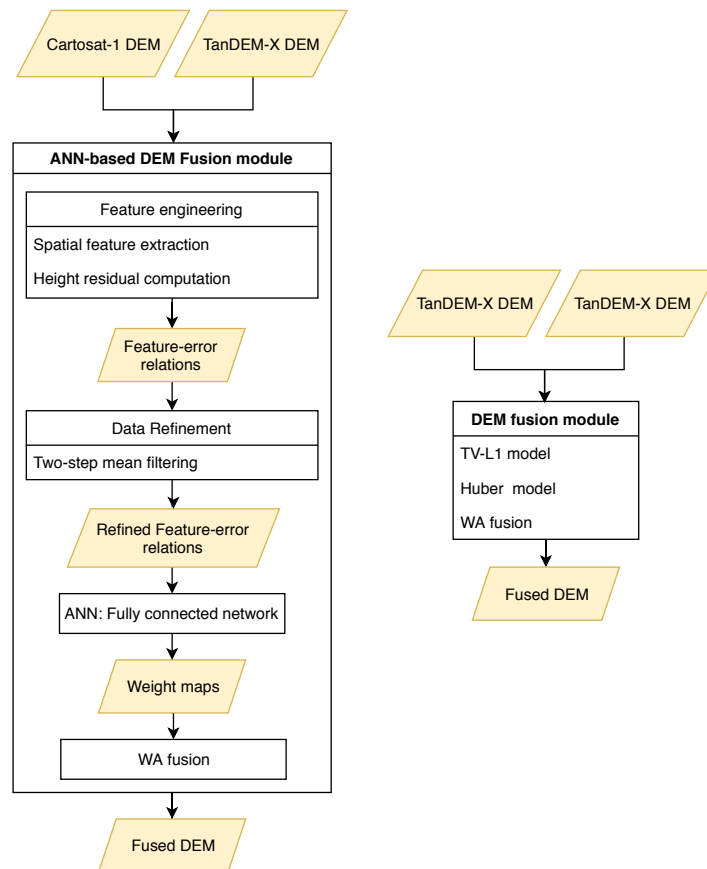 Cartosat-1 DEM
TanDEM-X DEM
ANN-based DEM Fusion module
Feature engineering
Spatial feature extraction
Height residual computation
Feature-error
relations
Data Refinement
Two-step mean filtering
Refined Feature-error
relations
ANN: Fully connected network
Weight maps
WA fusion
Fused DEM
TanDEM-X DEM
TanDEM-X DEM
DEM fusion module
TV-L1 model
Huber model
WA fusion
Fused DEM